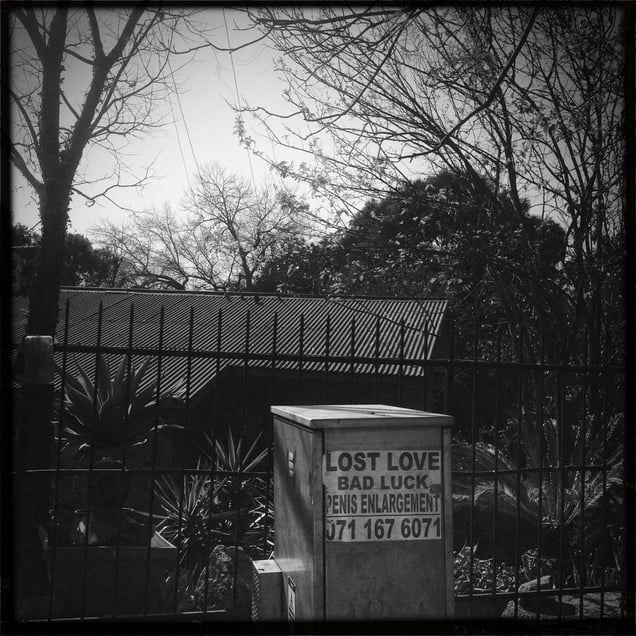 LOST LOVE
BAD LUCK
PENIS ENLARGEMENT
071 167 6071